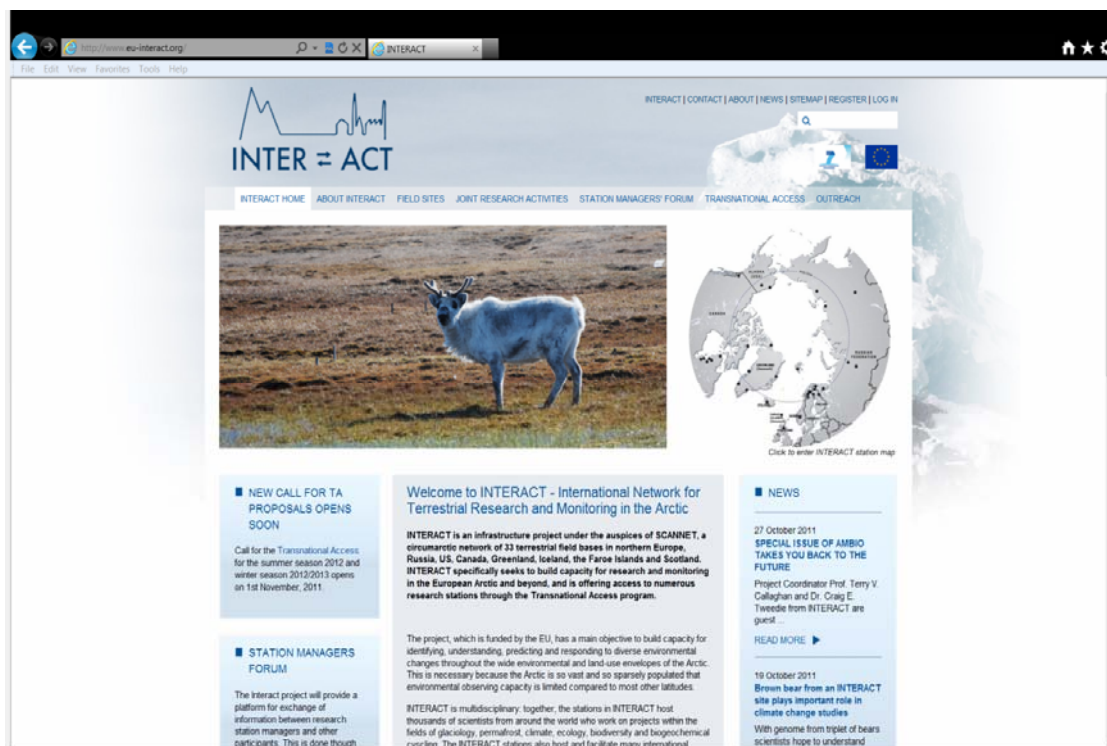 http://www.eu-interact.org/
INTERACT
File Edit View Favorites Tools Help
INTERACT | CONTACT | ABOUT | NEWS | SITEMAP | REGISTER | LOG IN
INTER ⇄ ACT
7
INTERACT HOME ABOUT INTERACT FIELD SITES JOINT RESEARCH ACTIVITIES STATION MANAGERS' FORUM TRANSNATIONAL ACCESS OUTREACH
CANADA
RUSSIAN
FEDERATION
Click to enter INTERACT station map
NEW CALL FOR TA
PROPOSALS OPENS
SOON
Call for the Transnational Access
for the summer season 2012 and
winter season 2012/2013 opens
on 1st November, 2011.
STATION MANAGERS
FORUM
The Interact project will provide a
platform for exchange of
information between research
station managers and other
participants. This is done though
Welcome to INTERACT - International Network for
Terrestrial Research and Monitoring in the Arctic
INTERACT is an infrastructure project under the auspices of SCANNET, a
circumarctic network of 33 terrestrial field bases in northern Europe,
Russia, US, Canada, Greenland, Iceland, the Faroe Islands and Scotland.
INTERACT specifically seeks to build capacity for research and monitoring
in the European Arctic and beyond, and is offering access to numerous
research stations through the Transnational Access program.
The project, which is funded by the EU, has a main objective to build capacity for
identifying, understanding, predicting and responding to diverse environmental
changes throughout the wide environmental and land-use envelopes of the Arctic.
This is necessary because the Arctic is so vast and so sparsely populated that
environmental observing capacity is limited compared to most other latitudes.
INTERACT is multidisciplinary: together, the stations in INTERACT host
thousands of scientists from around the world who work on projects within the
fields of glaciology, permafrost, climate, ecology, biodiversity and biogeochemical
cycling. The INTERACT stations also host and facilitate many international
NEWS
27 October 2011
SPECIAL ISSUE OF AMBIO
TAKES YOU BACK TO THE
FUTURE
Project Coordinator Prof. Terry V.
Callaghan and Dr. Craig E.
Tweedie from INTERACT are
guest ...
READ MORE
19 October 2011
Brown bear from an INTERACT
site plays important role in
climate change studies
With genome from triplet of bears
scientists hope to understand